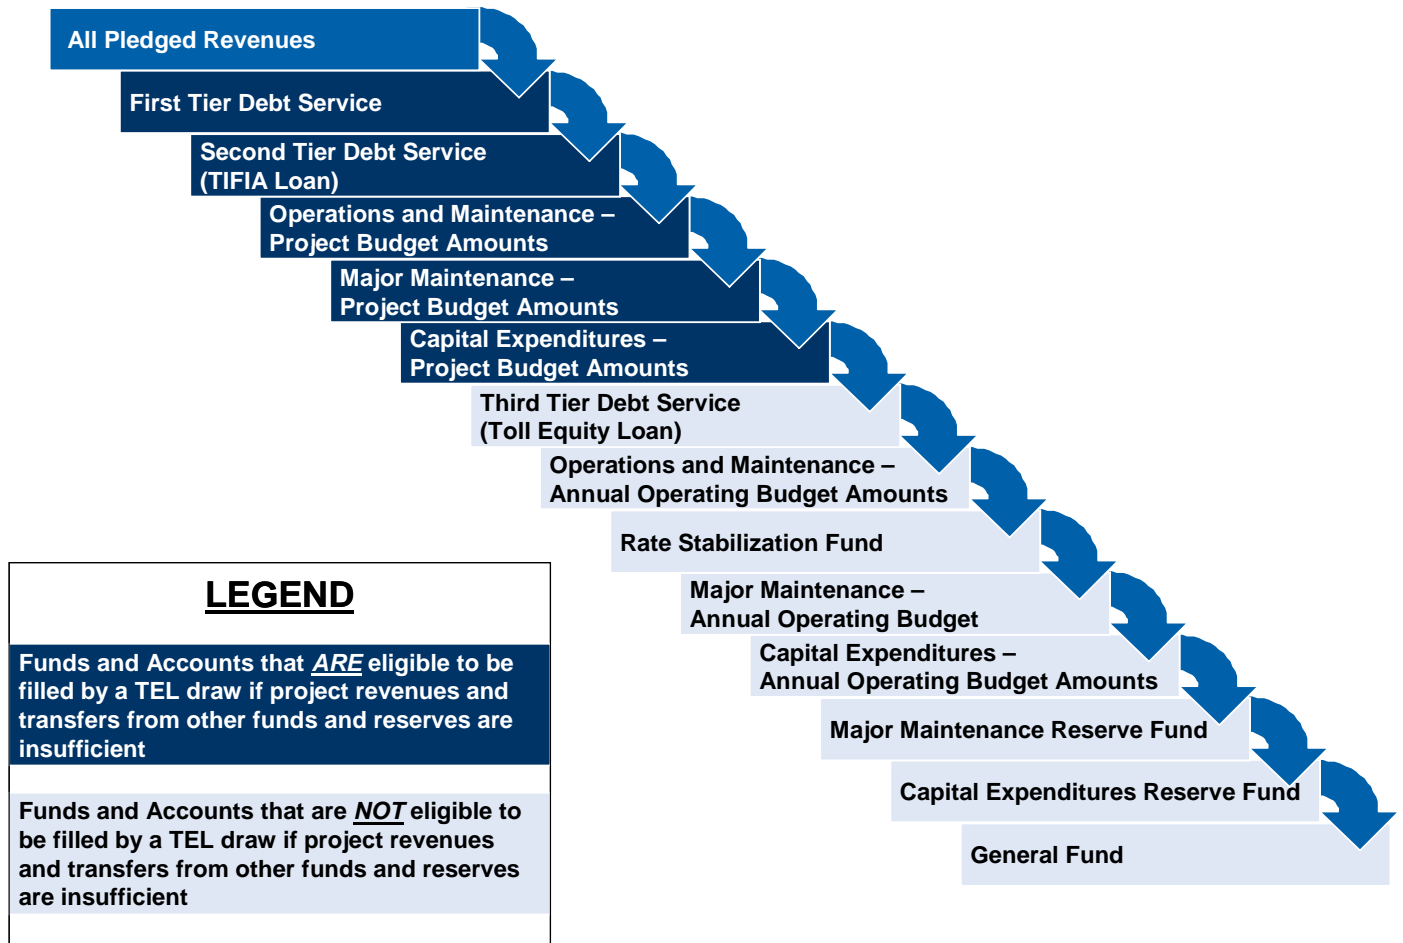 All Pledged Revenues
First Tier Debt Service
Second Tier Debt Service
(TIFIA Loan)
Operations and Maintenance –
Project Budget Amounts
Major Maintenance –
Project Budget Amounts
Capital Expenditures –
Project Budget Amounts
Third Tier Debt Service
(Toll Equity Loan)
Operations and Maintenance –
Annual Operating Budget Amounts
Rate Stabilization Fund
Major Maintenance –
Annual Operating Budget
Capital Expenditures –
Annual Operating Budget Amounts
Major Maintenance Reserve Fund
Capital Expenditures Reserve Fund
General Fund
LEGEND
Funds and Accounts that ARE eligible to be
filled by a TEL draw if project revenues and
transfers from other funds and reserves are
insufficient
Funds and Accounts that are NOT eligible to
be filled by a TEL draw if project revenues
and transfers from other funds and reserves
are insufficient